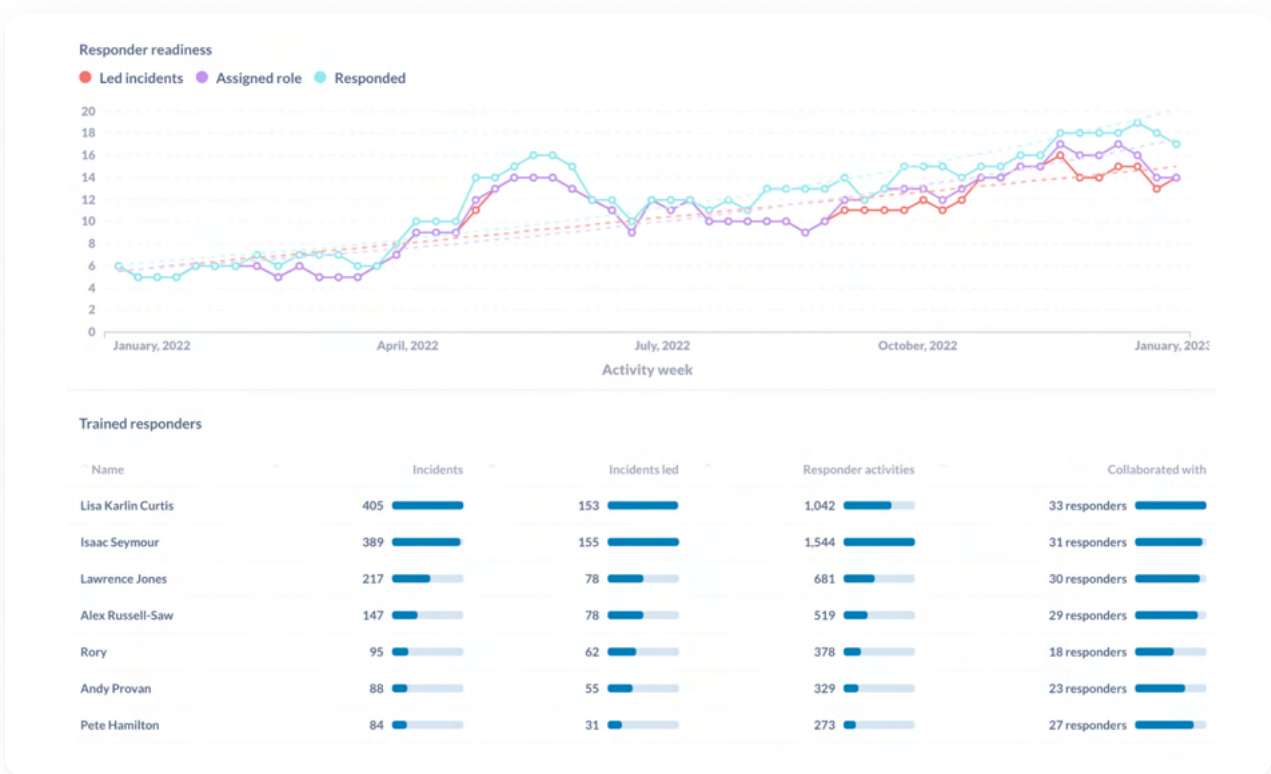 Responder readiness
Led incidents Assigned role Responded
20
18
16
14
12
10
8
6
4
2
0
January, 2022 April, 2022 July, 2022 October, 2022 January, 2023
Activity week
Trained responders
Name Incidents Incidents led Responder activities Collaborated with
Lisa Karlin Curtis 405 153 1,042 33 responders
Isaac Seymour 389 155 1,544 31 responders
Lawrence Jones 217 78 681 30 responders
Alex Russell-Saw 147 78 519 29 responders
Rory 95 62 378 18 responders
Andy Provan 88 55 329 23 responders
Pete Hamilton 84 31 273 27 responders